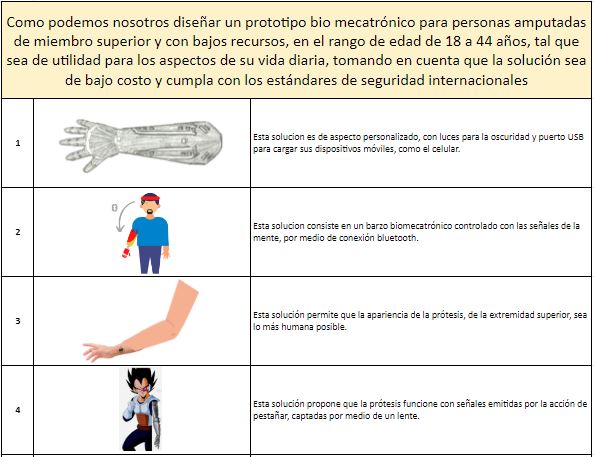 Como podemos nosotros diseñar un prototipo bio mecatrónico para personas amputadas
de miembro superior y con bajos recursos, en el rango de edad de 18 a 44 años, tal que
sea de utilidad para los aspectos de su vida diaria, tomando en cuenta que la solución sea
de bajo costo y cumpla con los estándares de seguridad internacionales
1
Esta solucion es de aspecto personalizado, con luces para la oscuridad y puerto USB
para cargar sus dispositivos móviles, como el celular.
2
Esta solucion consiste en un barzo biomecatrónico controlado con las señales de la
mente, por medio de conexión bluetooth.
3
Esta solución permite que la apariencia de la prótesis, de la extremidad superior, sea
lo más humana posible.
4
Esta solución propone que la prótesis funcione con señales emitidas por la acción de
pestañar, captadas por medio de un lente.